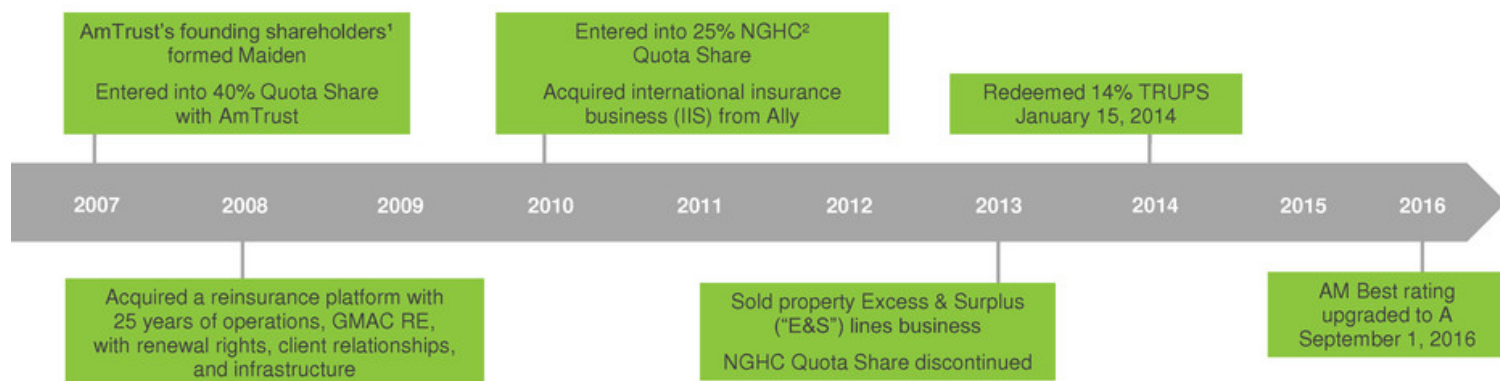 AmTrust's founding shareholders¹
formed Maiden
Entered into 40% Quota Share
with AmTrust
Entered into 25% NGHC²
Quota Share
Acquired international insurance
business (IIS) from Ally
Redeemed 14% TRUPS
January 15, 2014
2007 2008 2009 2010 2011 2012 2013 2014 2015 2016
Acquired a reinsurance platform with
25 years of operations, GMAC RE,
with renewal rights, client relationships,
and infrastructure
Sold property Excess & Surplus
("E&S") lines business
NGHC Quota Share discontinued
AM Best rating
upgraded to A
September 1, 2016